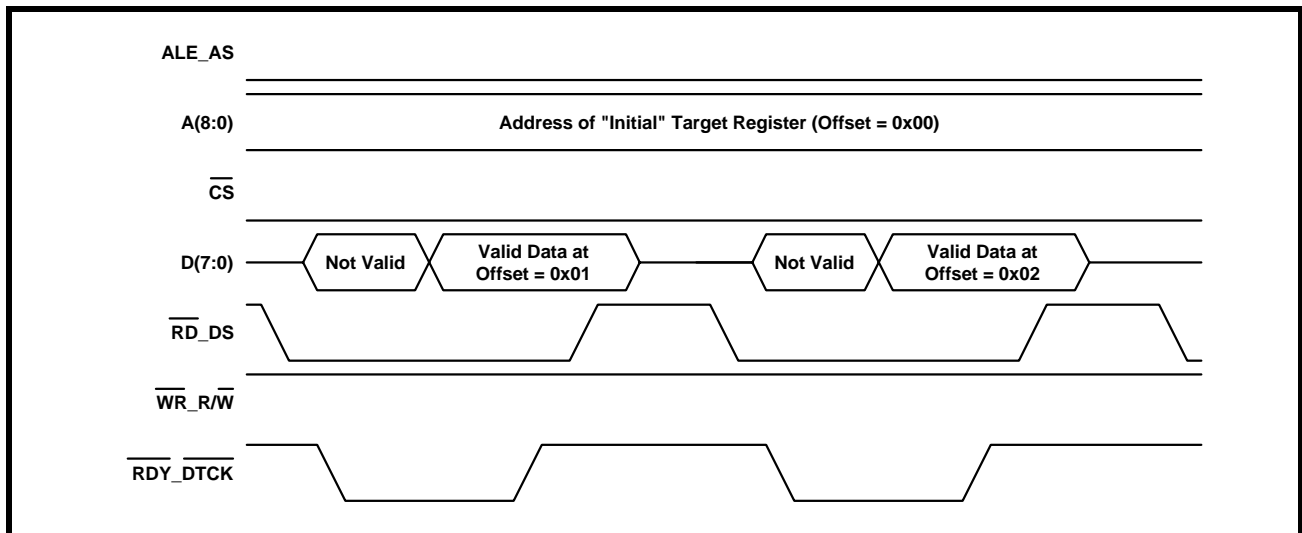 ALE_AS
A(8:0)
Address of "Initial" Target Register (Offset = 0x00)
CS
D(7:0)
Not Valid
Valid Data at
Offset = 0x01
Not Valid
Valid Data at
Offset = 0x02
RD_DS
WR_R/W
RDY_DTCK